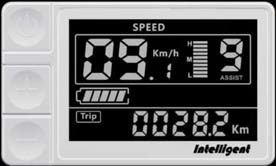 SPEED
09.1 Km/h H M L 9 ASSIST
Trip 0028.2 Km
Intelligent